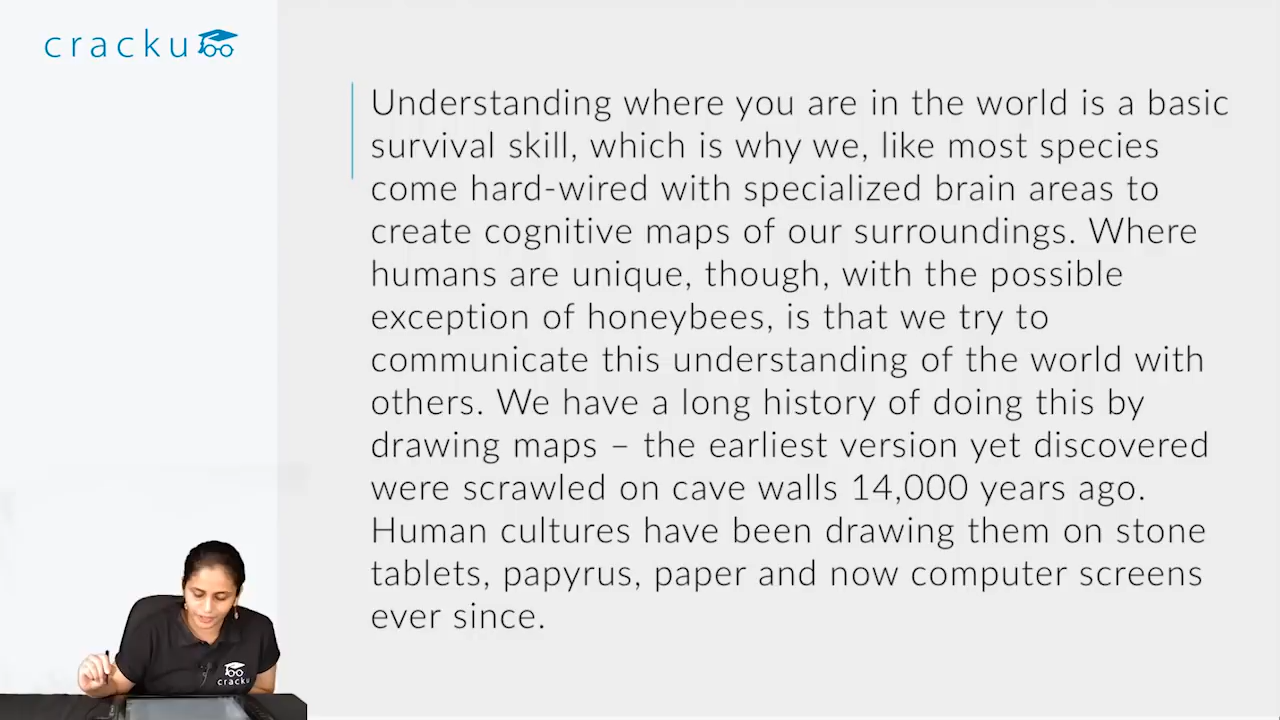 cracku
Understanding where you are in the world is a basic
survival skill, which is why we, like most species
come hard-wired with specialized brain areas to
create cognitive maps of our surroundings. Where
humans are unique, though, with the possible
exception of honeybees, is that we try to
communicate this understanding of the world with
others. We have a long history of doing this by
drawing maps – the earliest version yet discovered
were scrawled on cave walls 14,000 years ago.
Human cultures have been drawing them on stone
tablets, papyrus, paper and now computer screens
ever since.
cracku